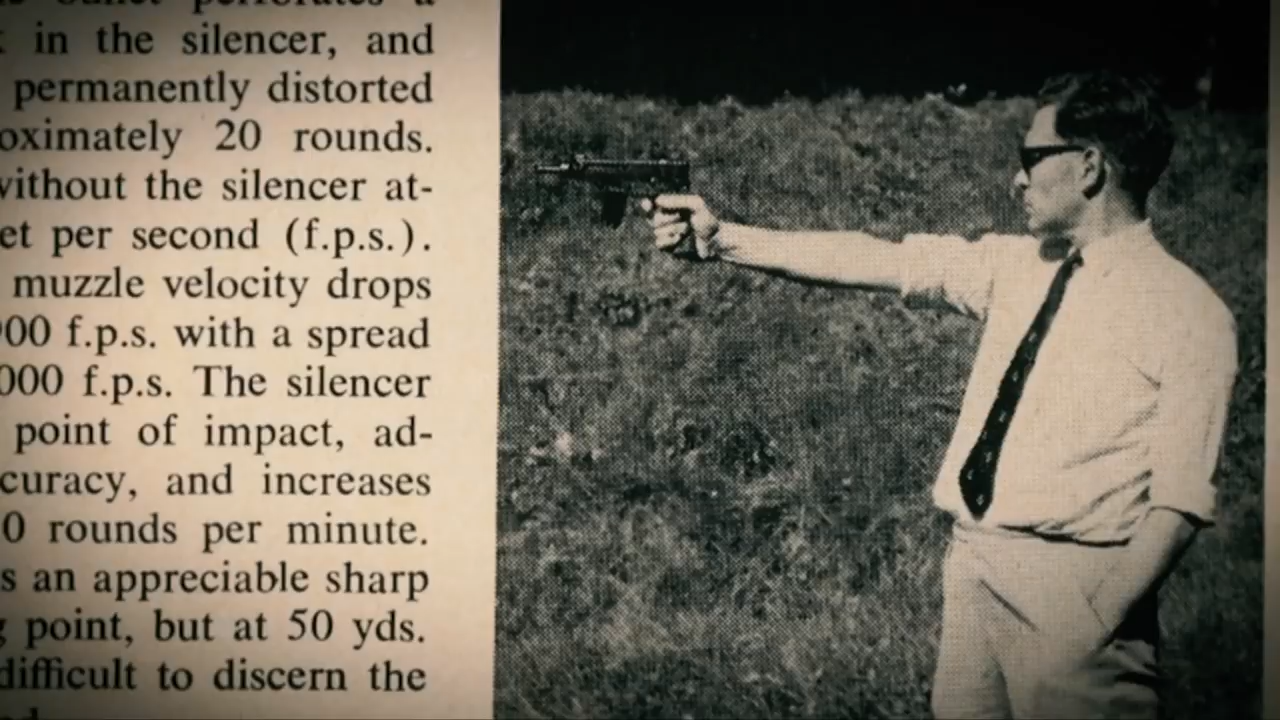 in the silencer, and
permanently distorted
oximately 20 rounds.
without the silencer at-
et per second (f.p.s.).
muzzle velocity drops
00 f.p.s. with a spread
000 f.p.s. The silencer
point of impact, ad-
curacy, and increases
0 rounds per minute.
s an appreciable sharp
point, but at 50 yds.
difficult to discern the